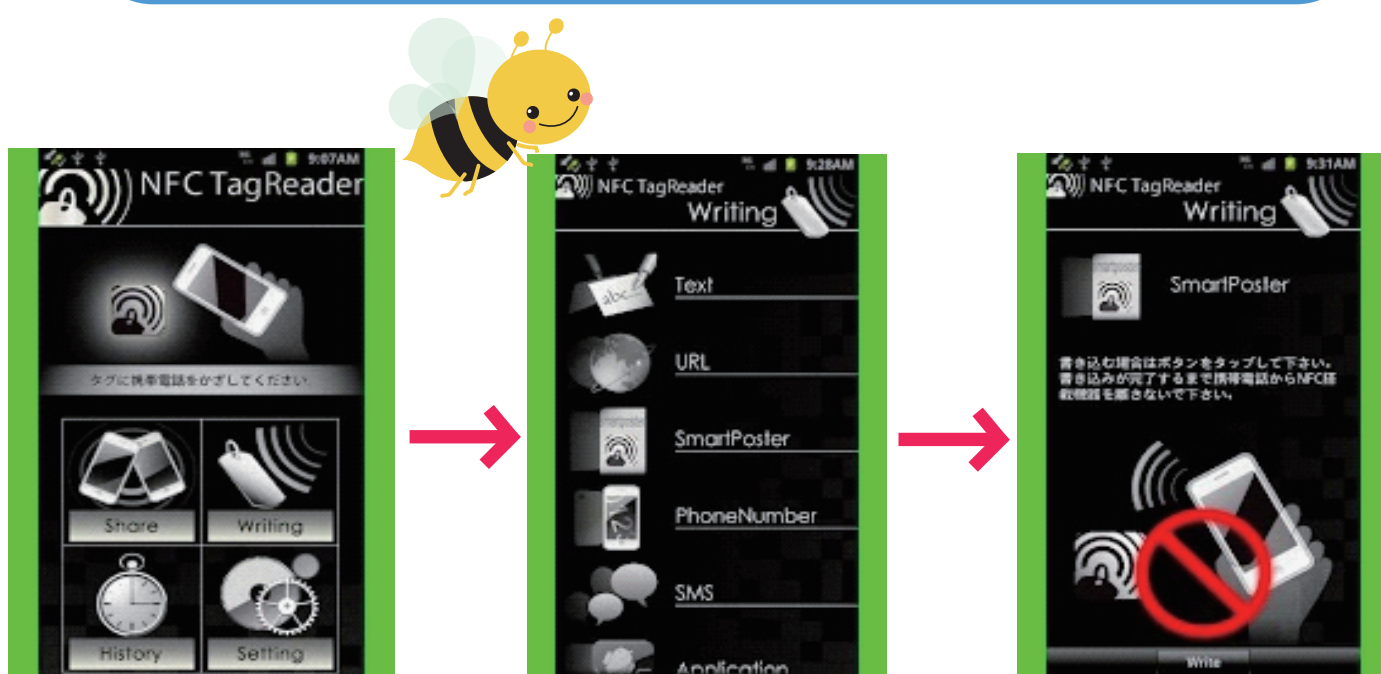 9:07AM
NFC TagReader
タグに携帯電話をかざしてください
Share
Writing
History
Setting
9:28AM
NFC TagReader
Writing
abc...
Text
URL
SmartPoster
PhoneNumber
SMS
Application
9:31AM
NFC TagReader
Writing
SmartPoster
書き込む場合はボタンをタップして下さい。
書き込みが完了するまで携帯電話からNFC搭
載機器を離さないで下さい。
Write